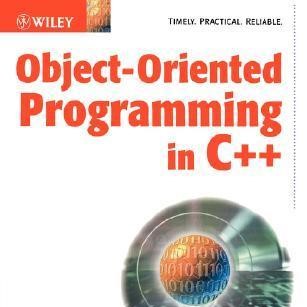 WILEY
TIMELY. PRACTICAL. RELIABLE.
Object-Oriented
Programming
in C++